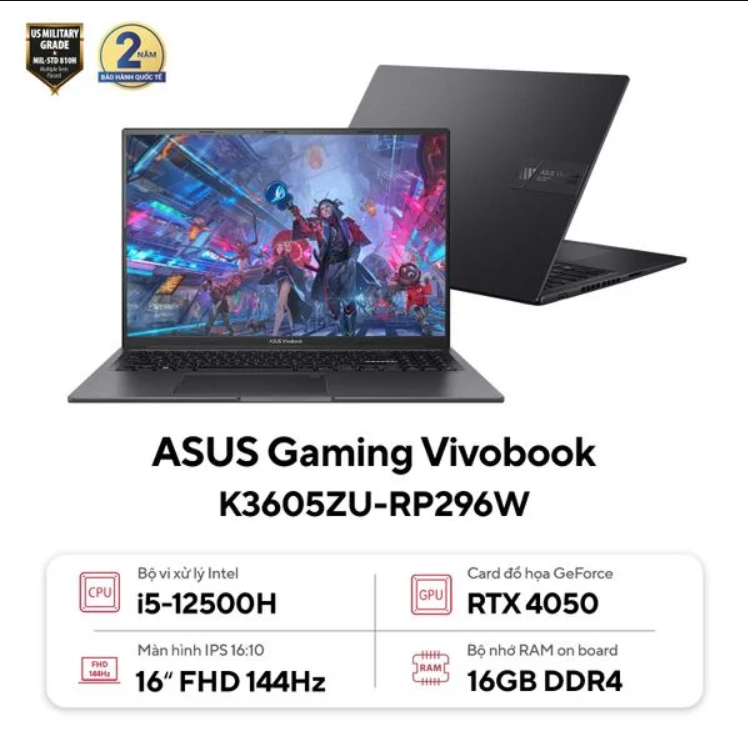 US MILITARY
GRADE
MIL-STD 810H
2 NĂM
BẢO HÀNH QUỐC TẾ
ASUS Vivobook
ASUS Gaming Vivobook
K3605ZU-RP296W
CPU
Bộ vi xử lý Intel
i5-12500H
GPU
Card đồ họa GeForce
RTX 4050
FHD
144Hz
Màn hình IPS 16:10
16“ FHD 144Hz
RAM
Bộ nhớ RAM on board
16GB DDR4